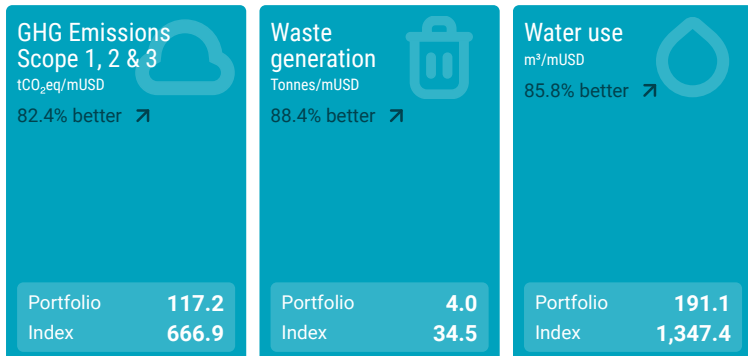 GHG Emissions
Scope 1, 2 & 3
tCO₂eq/mUSD
82.4% better
Portfolio 117.2
Index 666.9
Waste
generation
Tonnes/mUSD
88.4% better
Portfolio 4.0
Index 34.5
Water use
m³/mUSD
85.8% better
Portfolio 191.1
Index 1,347.4